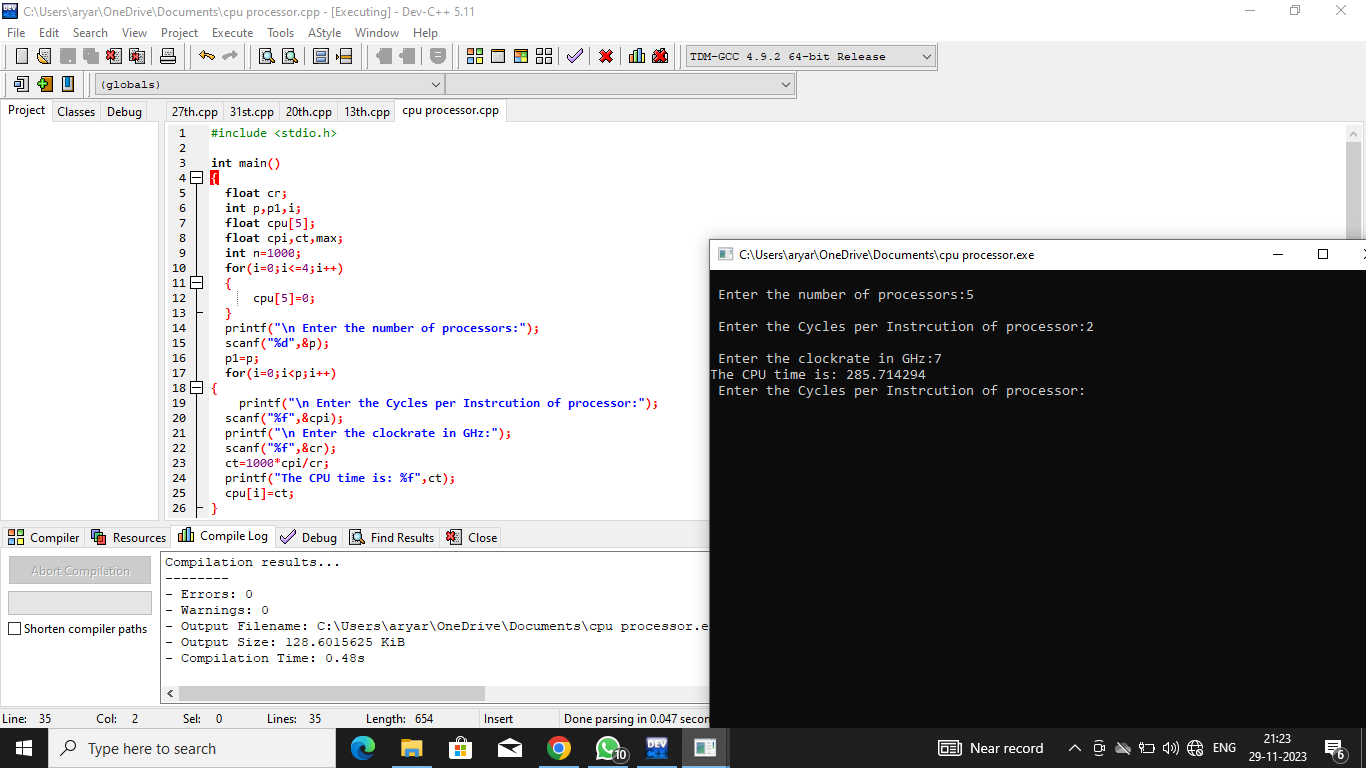 C:\Users\aryar\OneDrive\Documents\cpu processor.cpp - [Executing] - Dev-C++ 5.11
File Edit Search View Project Execute Tools AStyle Window Help
TDM-GCC 4.9.2 64-bit Release
(globals)
Project Classes Debug
27th.cpp 31st.cpp 20th.cpp 13th.cpp cpu processor.cpp
1 #include <stdio.h>
2
3 int main()
4 {
5 float cr;
6 int p,p1,i;
7 float cpu[5];
8 float cpi,ct,max;
9 int n=1000;
10 for(i=0;i<=4;i++)
11 {
12 cpu[5]=0;
13 }
14 printf("\n Enter the number of processors:");
15 scanf("%d",&p);
16 p1=p;
17 for(i=0;i<p;i++)
18 {
19 printf("\n Enter the Cycles per Instrcution of processor:");
20 scanf("%f",&cpi);
21 printf("\n Enter the clockrate in GHz:");
22 scanf("%f",&cr);
23 ct=1000*cpi/cr;
24 printf("The CPU time is: %f",ct);
25 cpu[i]=ct;
26 }
C:\Users\aryar\OneDrive\Documents\cpu processor.exe
Enter the number of processors:5
Enter the Cycles per Instrcution of processor:2
Enter the clockrate in GHz:7
The CPU time is: 285.714294
Enter the Cycles per Instrcution of processor:
Compiler Resources Compile Log Debug Find Results Close
Abort Compilation
Shorten compiler paths
Compilation results...
--------
- Errors: 0
- Warnings: 0
- Output Filename: C:\Users\aryar\OneDrive\Documents\cpu processor.e
- Output Size: 128.6015625 KiB
- Compilation Time: 0.48s
Line: 35 Col: 2 Sel: 0 Lines: 35 Length: 654 Insert Done parsing in 0.047 secon
Type here to search
10
DEV
Near record
ENG
21:23
29-11-2023
6